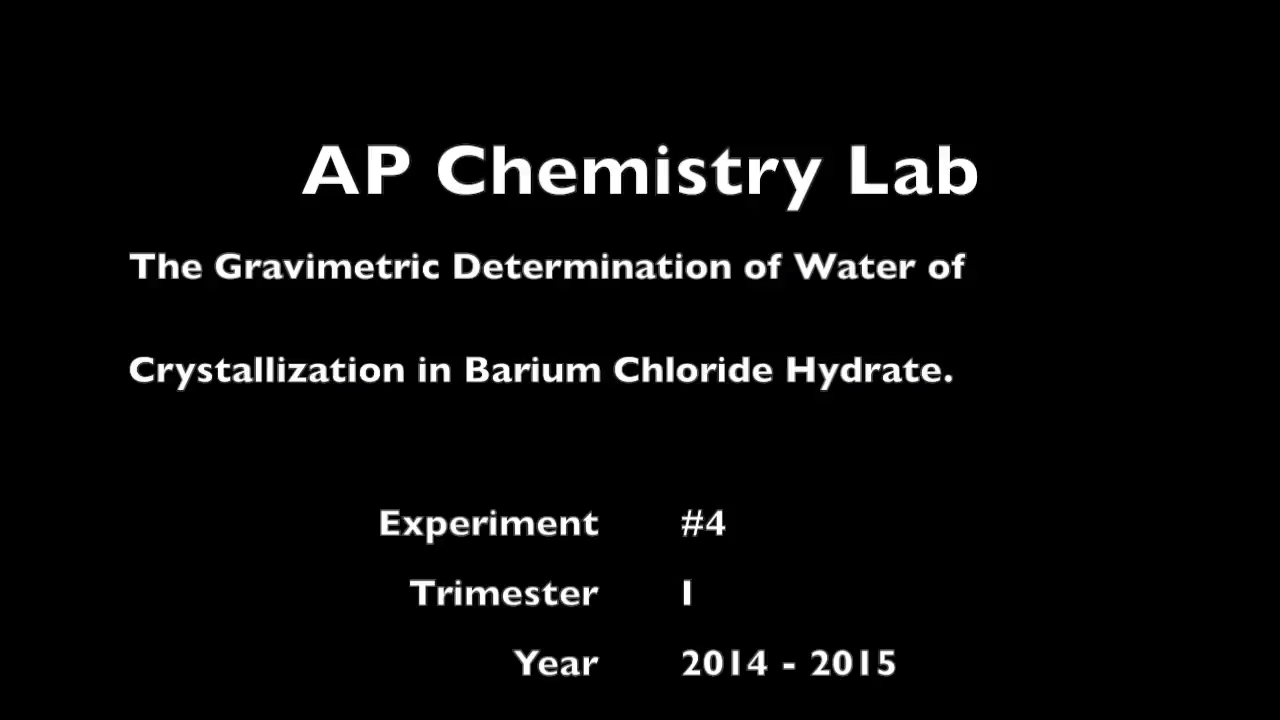 AP Chemistry Lab
The Gravimetric Determination of Water of
Crystallization in Barium Chloride Hydrate.
Experiment #4
Trimester 1
Year 2014 - 2015